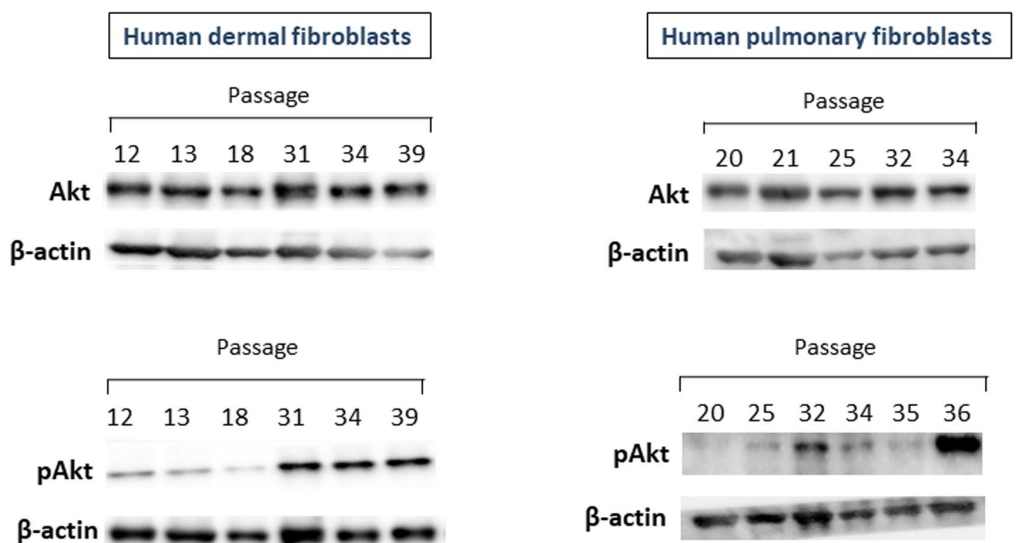 Human dermal fibroblasts
Passage
12 13 18 31 34 39
Akt
β-actin
Passage
12 13 18 31 34 39
pAkt
β-actin
Human pulmonary fibroblasts
Passage
20 21 25 32 34
Akt
β-actin
Passage
20 25 32 34 35 36
pAkt
β-actin